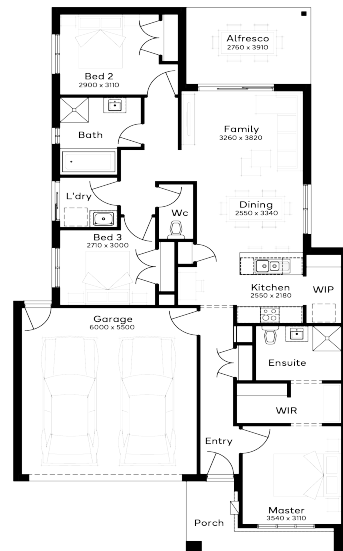 Alfresco
2760 x 3910
Bed 2
2900 x 3110
Bath
Family
3260 x 3820
L'dry
Wc
Dining
2550 x 3340
Bed 3
2710 x 3000
Kitchen
2550 x 2180
WIP
Garage
6000 x 5500
Ensuite
WIR
Entry
Master
3540 x 3110
Porch